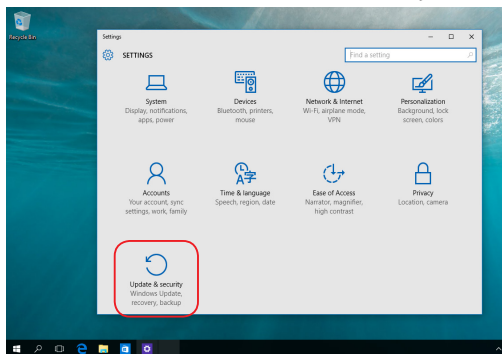 Recycle Bin
Settings
SETTINGS
Find a setting
System
Display, notifications,
apps, power
Devices
Bluetooth, printers,
mouse
Network & Internet
Wi-Fi, airplane mode,
VPN
Personalization
Background, lock
screen, colors
Accounts
Your account, sync
settings, work, family
Time & language
Speech, region, date
Ease of Access
Narrator, magnifier,
high contrast
Privacy
Location, camera
Update & security
Windows Update,
recovery, backup